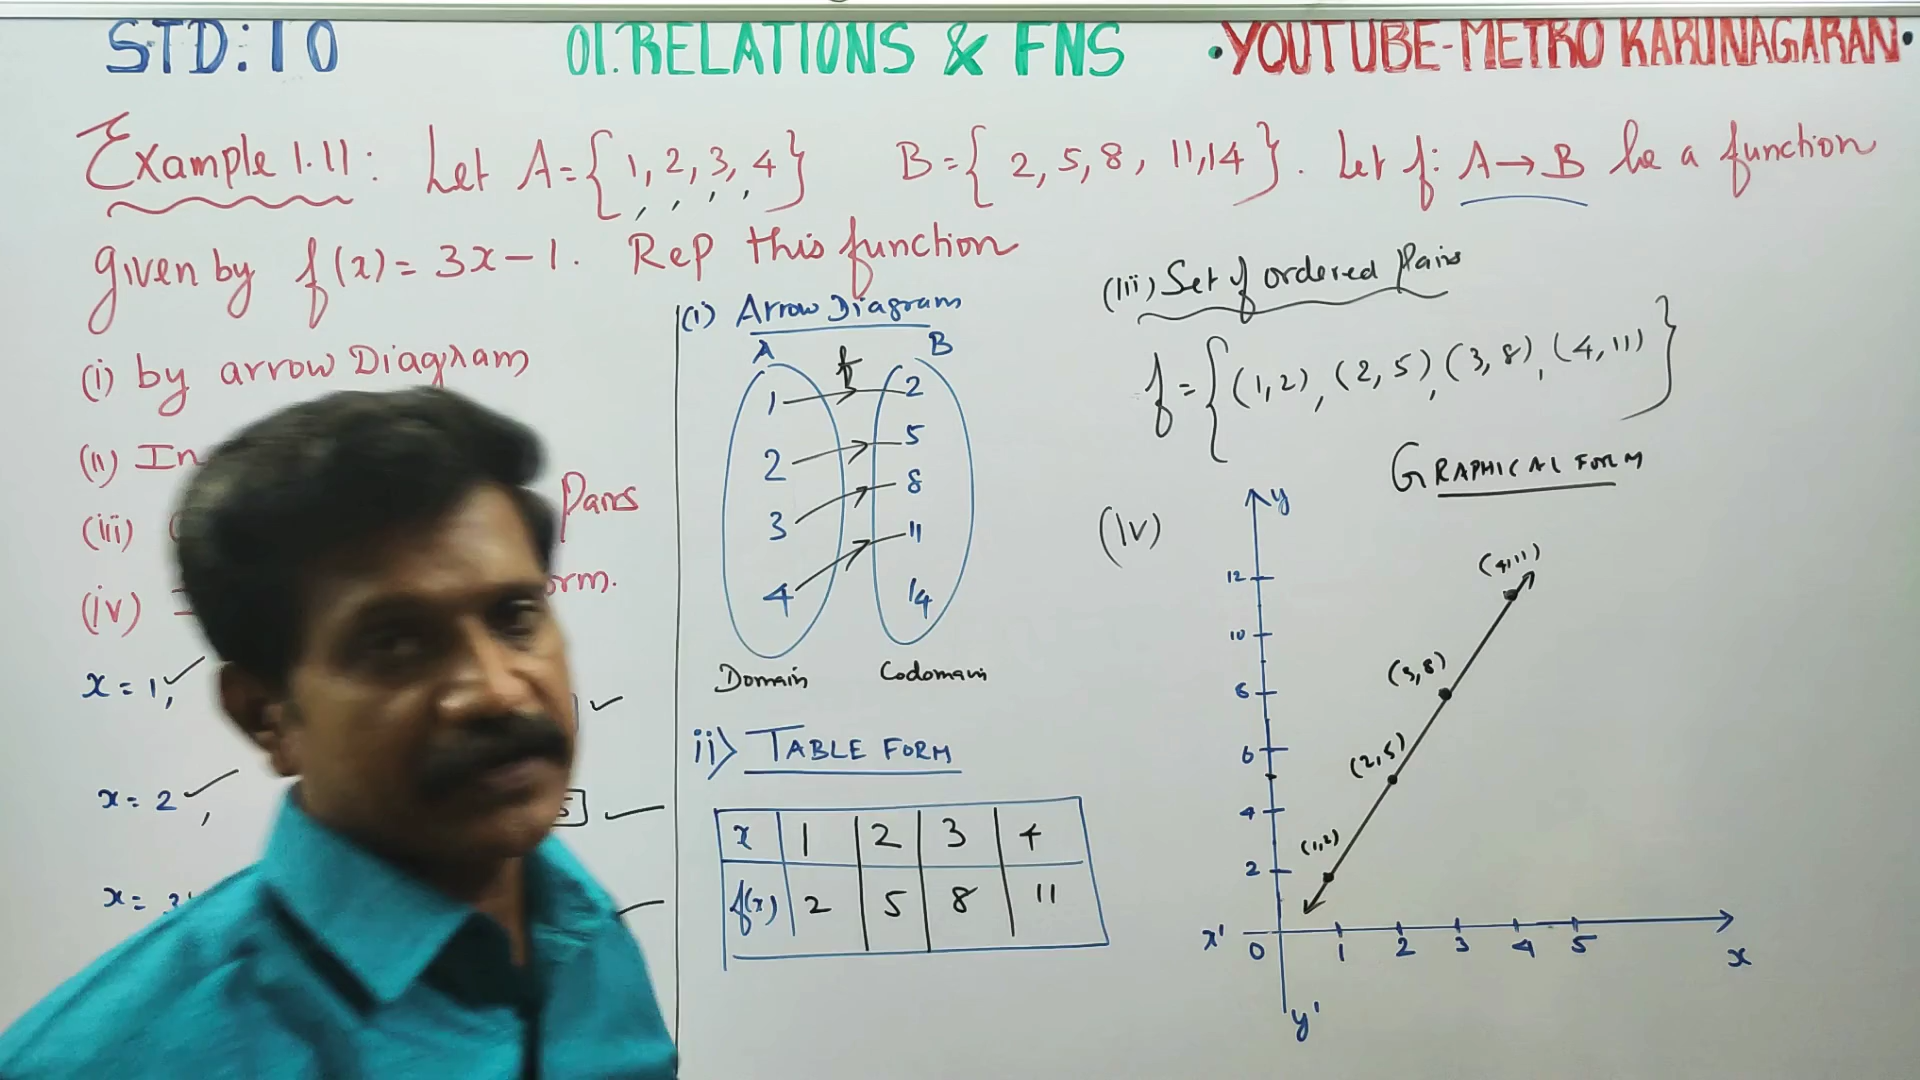 STD:10 01.RELATIONS & FNS •YOUTUBE-METRO KARUNAGARAN•
Example 1.11: Let A={1,2,3,4} B={2,5,8,11,14}. Let f: A→B be a function
given by f(x)=3x-1. Rep this function
(i) by arrow Diagram
(ii) In
(iii) Pairs
(iv) orm.
x=1,
x=2,
x=3
(i) Arrow Diagram
A f B
1 2
2 5
3 8
4 11
14
Domain Codomain
ii) TABLE FORM
x 1 2 3 4
f(x) 2 5 8 11
(iii) Set of ordered Pairs
f={(1,2),(2,5),(3,8),(4,11)}
GRAPHICAL FORM
(iv)
y
(4,11)
12
10
(3,8)
8
(2,5)
6
4
(1,2)
2
x' 0 1 2 3 4 5 x
y'